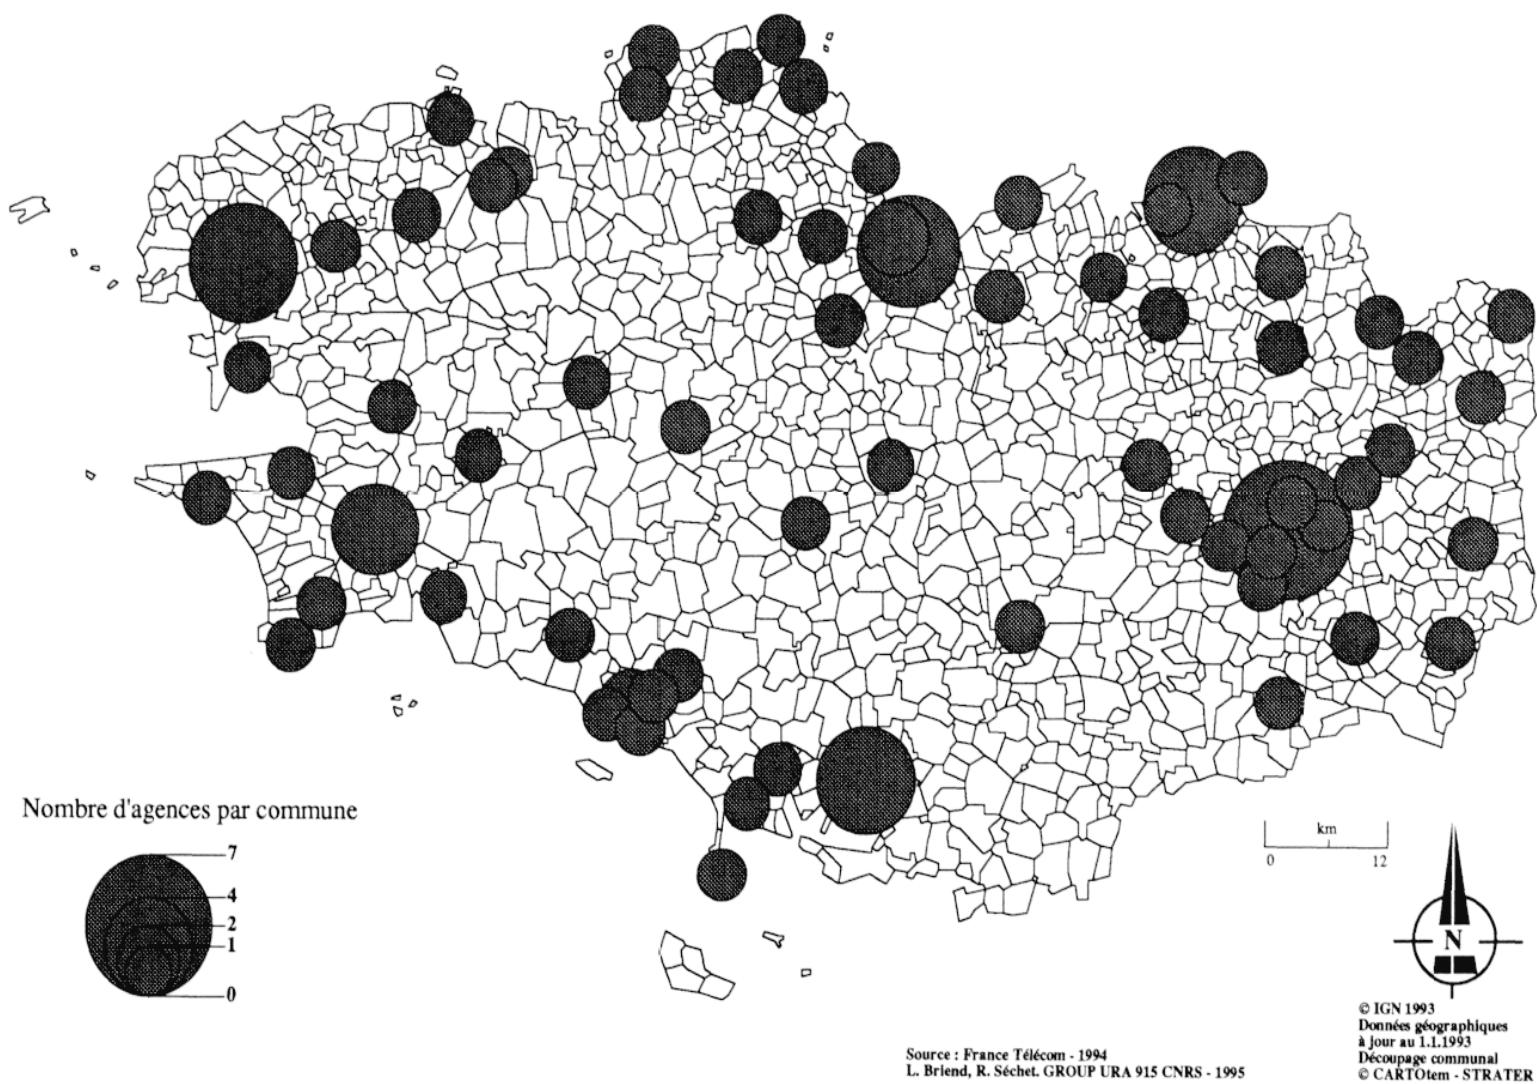 Nombre d'agences par commune
7
4
2
1
0
km
0 12
N
© IGN 1993
Données géographiques
à jour au 1.1.1993
Découpage communal
© CARTOtem - STRATER
Source : France Télécom - 1994
L. Briend, R. Séchet. GROUP URA 915 CNRS - 1995